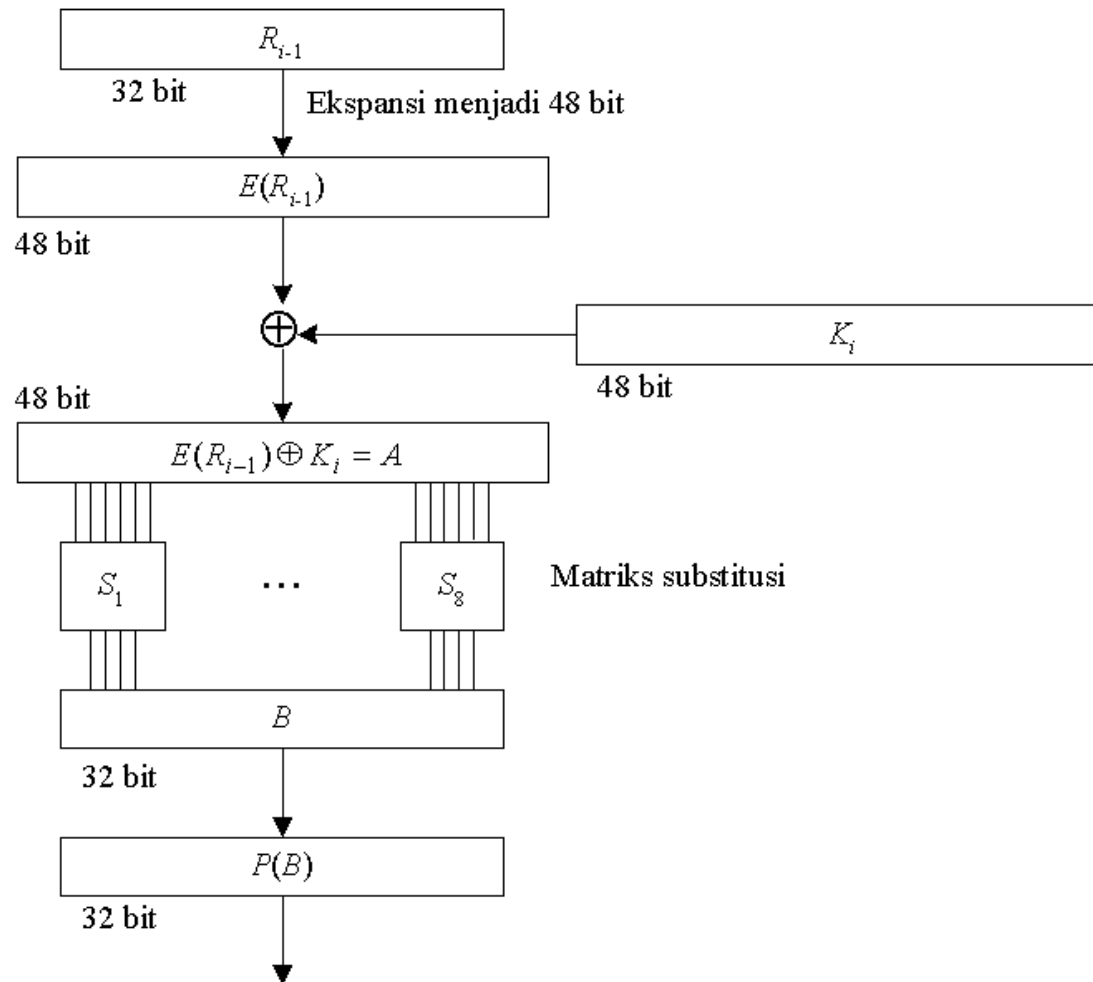 R_{i-1}
32 bit
Ekspansi menjadi 48 bit
E(R_{i-1})
48 bit
⊕
K_i
48 bit
48 bit
E(R_{i-1}) ⊕ K_i = A
S_1
...
S_8
Matriks substitusi
B
32 bit
P(B)
32 bit